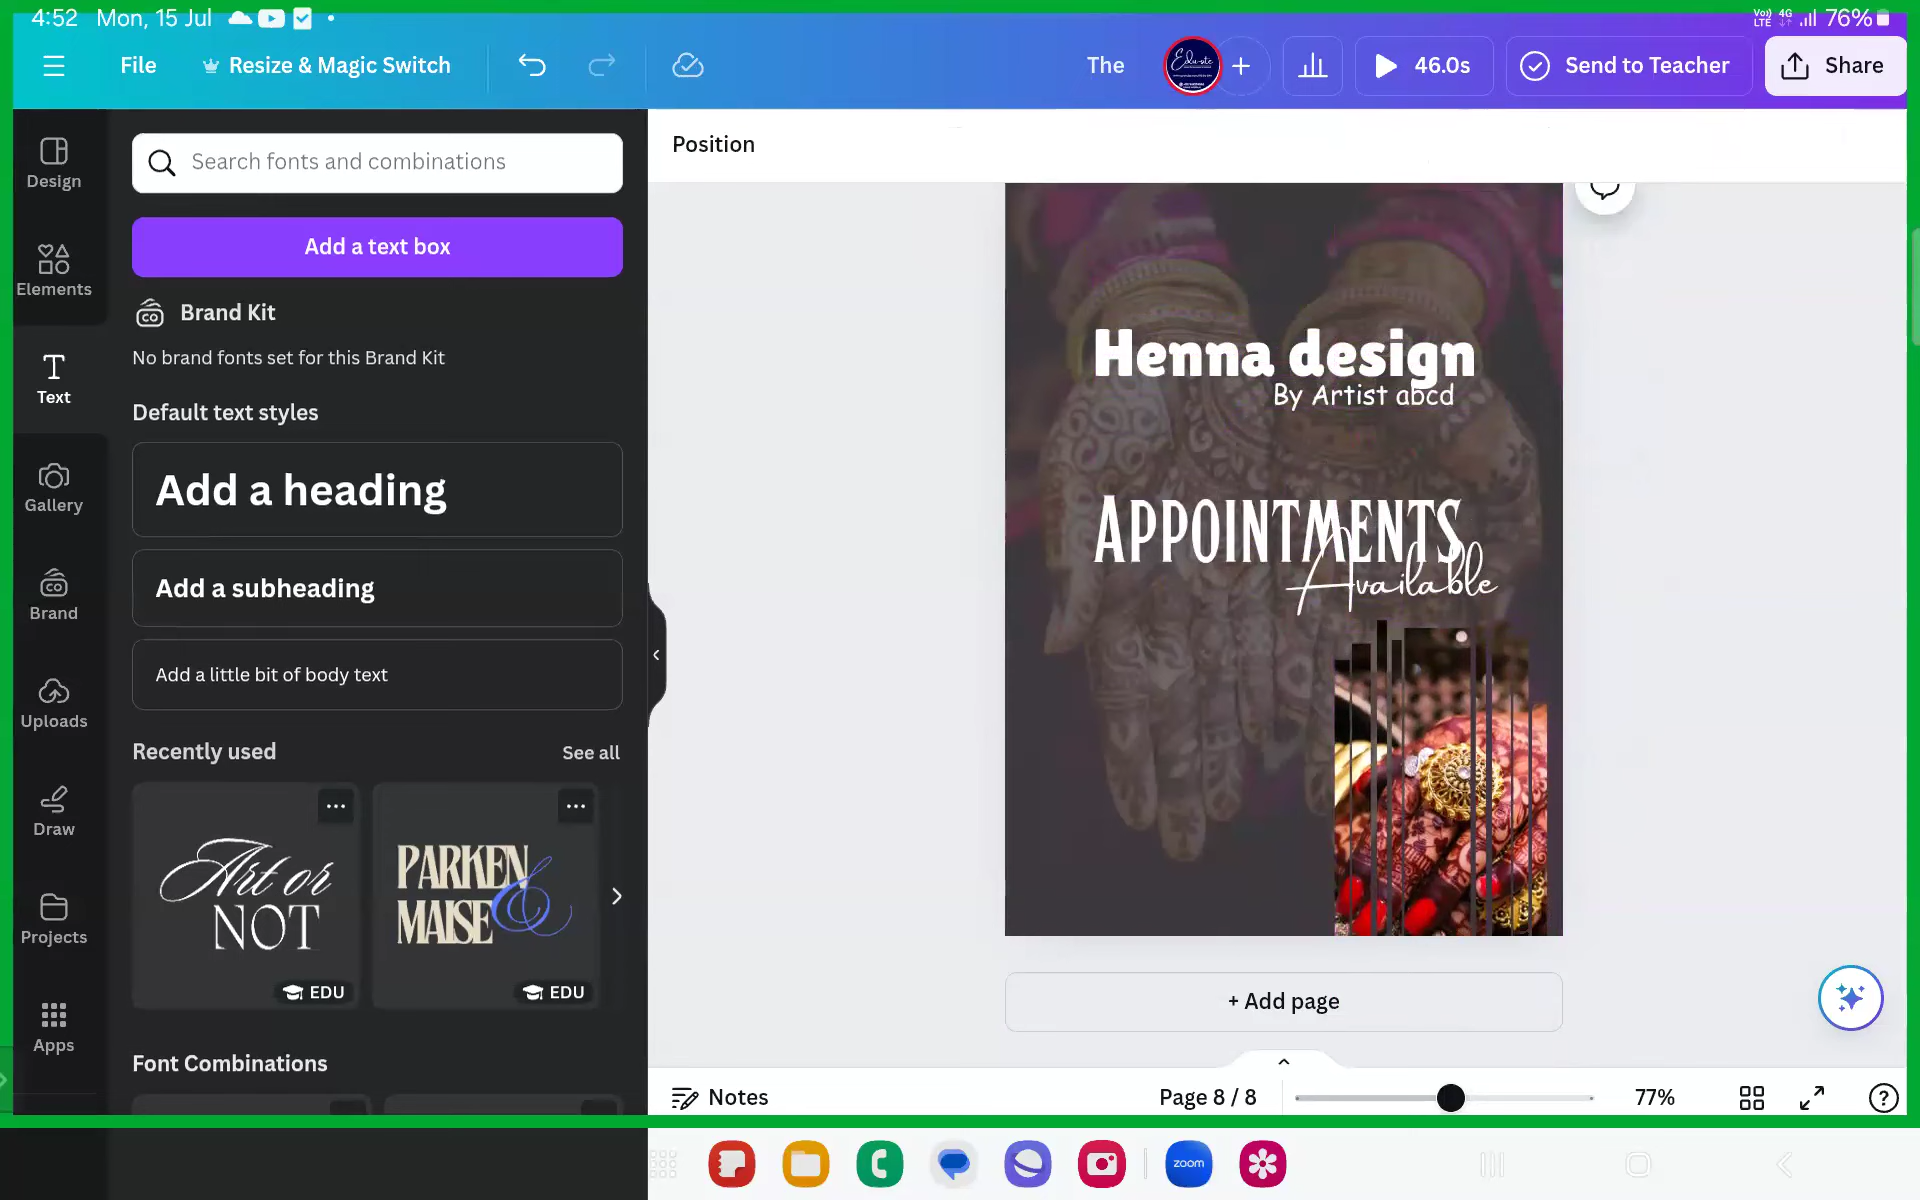 4:52 Mon, 15 Jul
Vo)) LTE 4G 76%
File
Resize & Magic Switch
The
46.0s
Send to Teacher
Share
Design
Elements
Text
Gallery
Brand
Uploads
Draw
Projects
Apps
Search fonts and combinations
Add a text box
Brand Kit
No brand fonts set for this Brand Kit
Default text styles
Add a heading
Add a subheading
Add a little bit of body text
Recently used
See all
Art or
NOT
EDU
PARKEN
&
MAISE
EDU
Font Combinations
Position
Henna design
By Artist abcd
APPOINTMENTS
Available
+ Add page
Notes
Page 8 / 8
77%
zoom